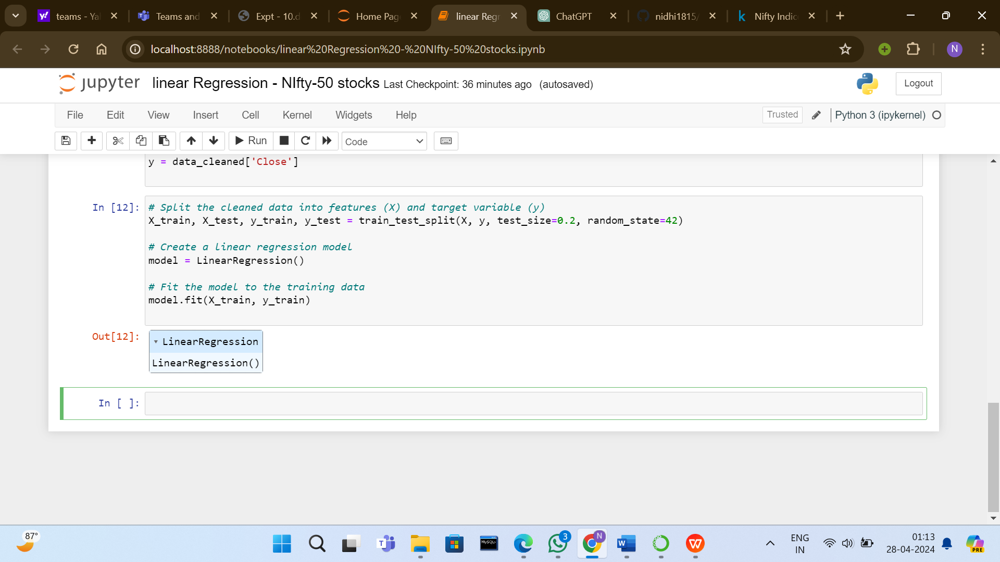 teams - Ya
Teams and
Expt - 10.d
Home Pag
linear Regr
ChatGPT
nidhi1815/
Nifty Indic
localhost:8888/notebooks/linear%20Regression%20-%20NIfty-50%20stocks.ipynb
N
jupyter linear Regression - NIfty-50 stocks Last Checkpoint: 36 minutes ago (autosaved)
Logout
File Edit View Insert Cell Kernel Widgets Help
Trusted
Python 3 (ipykernel)
Run
Code
y = data_cleaned['Close']
In [12]:
# Split the cleaned data into features (X) and target variable (y)
X_train, X_test, y_train, y_test = train_test_split(X, y, test_size=0.2, random_state=42)
# Create a linear regression model
model = LinearRegression()
# Fit the model to the training data
model.fit(X_train, y_train)
Out[12]:
LinearRegression
LinearRegression()
In [ ]:
87°
MySQL
3
N
ENG
IN
01:13
28-04-2024
PRE